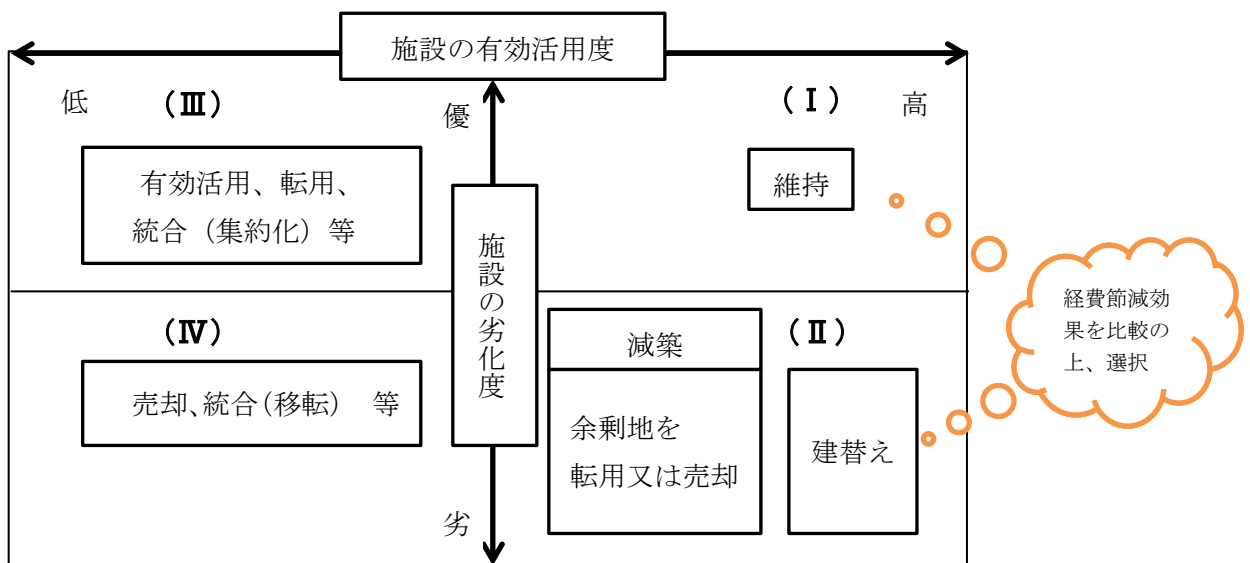 施設の有効活用度
低
(Ⅲ)
優
(Ⅰ)
高
有効活用、転用、
統合（集約化）等
維持
施設の劣化度
経費節減効
果を比較の
上、選択
(Ⅳ)
売却、統合(移転)　等
減築
余剰地を
転用又は売却
(Ⅱ)
建替え
劣